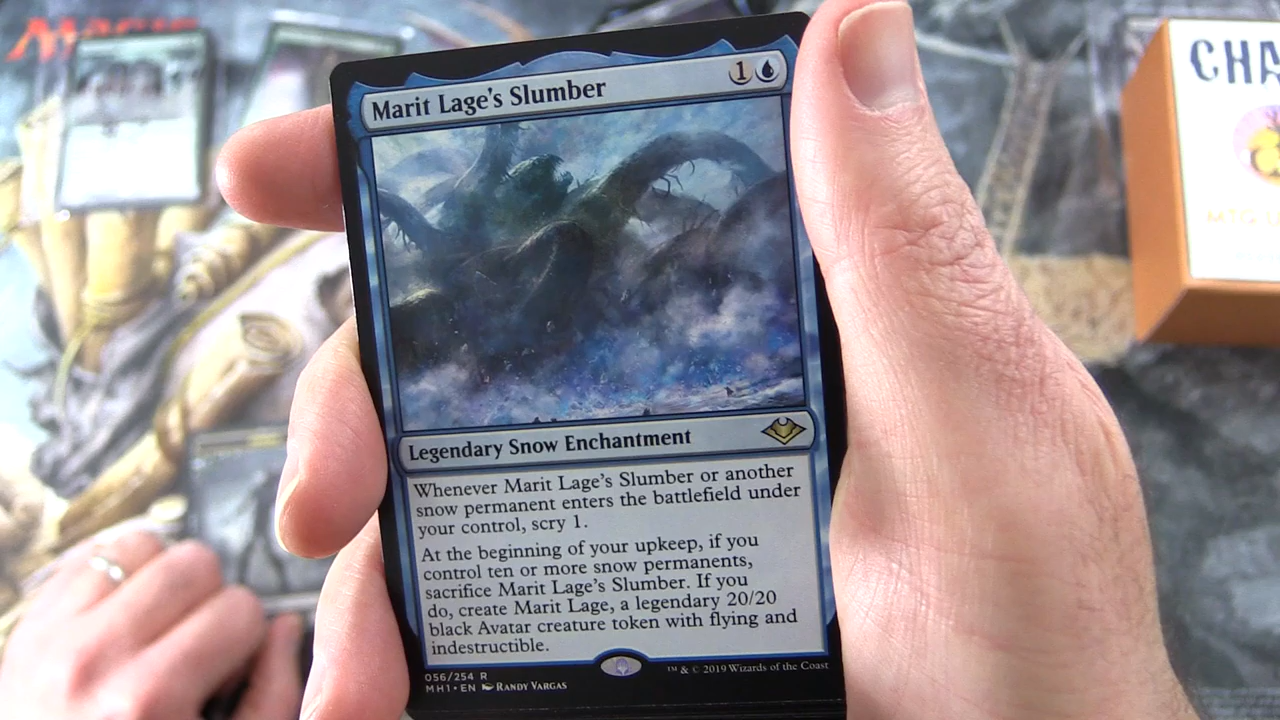 Magic
CHA
Marit Lage's Slumber
1
Legendary Snow Enchantment
Whenever Marit Lage's Slumber or another
snow permanent enters the battlefield under
your control, scry 1.
At the beginning of your upkeep, if you
control ten or more snow permanents,
sacrifice Marit Lage's Slumber. If you
do, create Marit Lage, a legendary 20/20
black Avatar creature token with flying and
indestructible.
056/254 R
MH1 • EN RANDY VARGAS
™ & © 2019 Wizards of the Coast